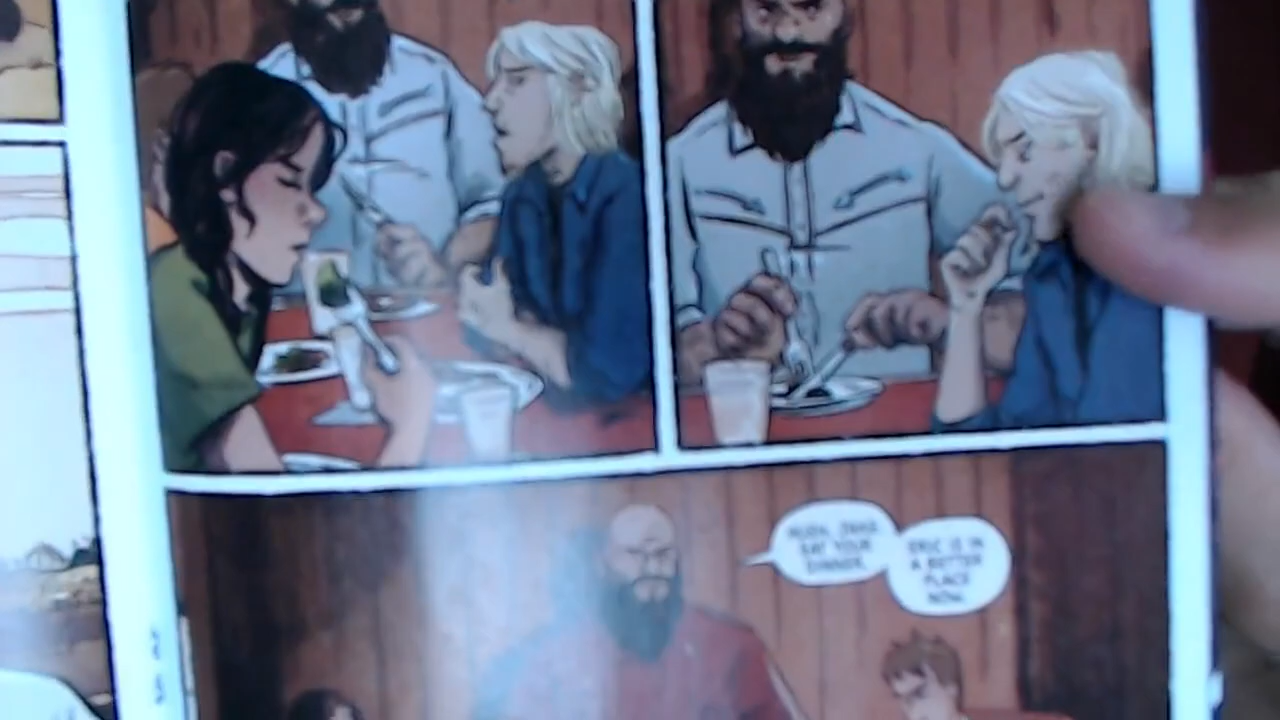 EAT YOUR
DINNER.
ERIC IS IN
A BETTER
PLACE
NOW.